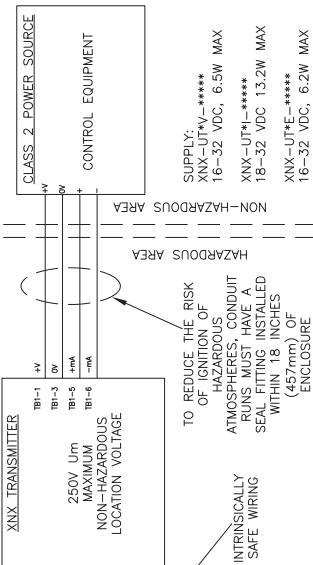 XNX TRANSMITTER
TB1-1 +V
TB1-3 0V
TB1-5 +mA
TB1-6 -mA
250V Um
MAXIMUM
NON-HAZARDOUS
LOCATION VOLTAGE
INTRINSICALLY
SAFE WIRING
TO REDUCE THE RISK
OF IGNITION OF
HAZARDOUS
ATMOSPHERES, CONDUIT
RUNS MUST HAVE A
SEAL FITTING INSTALLED
WITHIN 18 INCHES
(457mm) OF
ENCLOSURE
HAZARDOUS AREA
NON-HAZARDOUS AREA
CLASS 2 POWER SOURCE
+V
0V
+
-
CONTROL EQUIPMENT
SUPPLY:
XNX-UT*V-*****
16-32 VDC, 6.5W MAX
XNX-UT*I-*****
18-32 VDC 13.2W MAX
XNX-UT*E-*****
16-32 VDC, 6.2W MAX